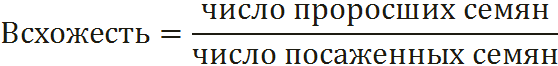 Всхожесть = число проросших семян
число посаженных семян